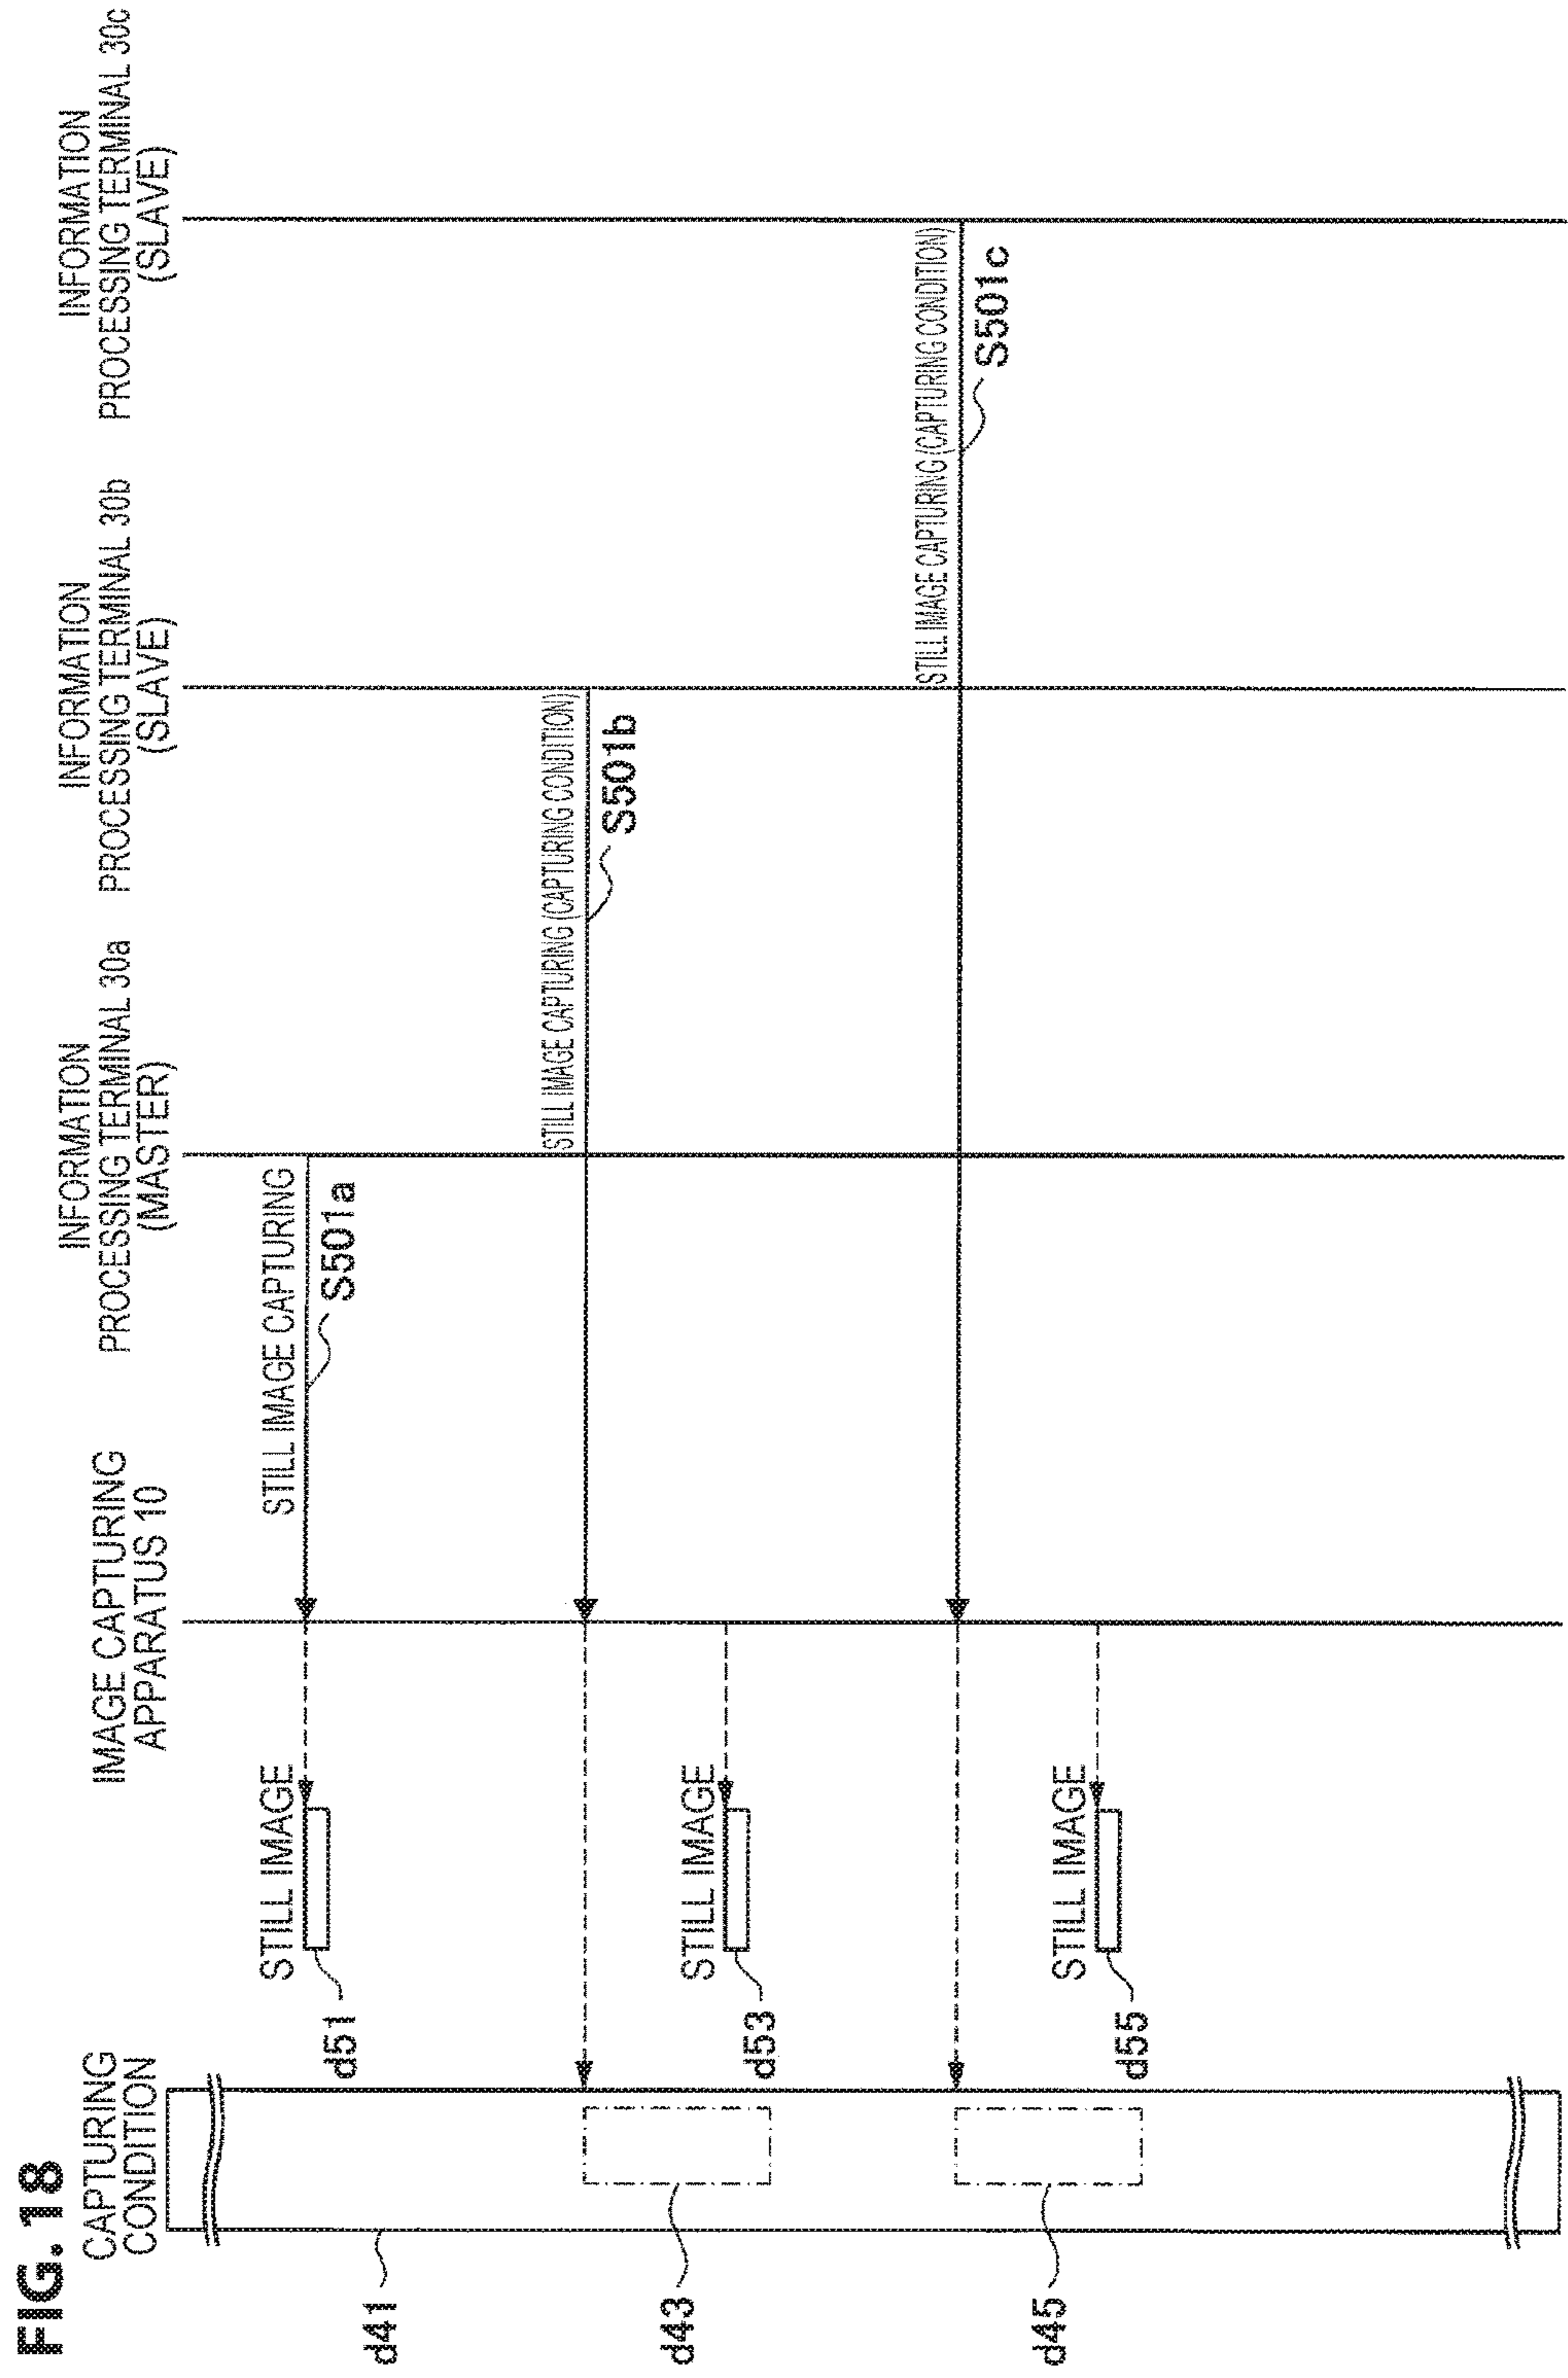 FIG. 18
CAPTURING
CONDITION
IMAGE CAPTURING
APPARATUS 10
INFORMATION
PROCESSING TERMINAL 30a
(MASTER)
INFORMATION
PROCESSING TERMINAL 30b
(SLAVE)
INFORMATION
PROCESSING TERMINAL 30c
(SLAVE)
d41
STILL IMAGE
d51
STILL IMAGE CAPTURING
S501a
STILL IMAGE CAPTURING (CAPTURING CONDITION)
S501b
d43
STILL IMAGE
d53
STILL IMAGE CAPTURING (CAPTURING CONDITION)
S501c
d45
STILL IMAGE
d55